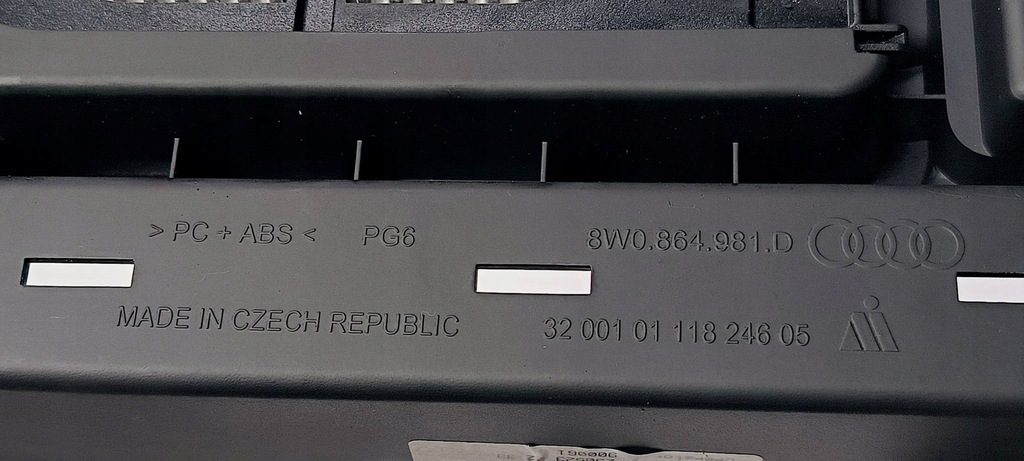 > PC + ABS < PG6 8W0.864.981.D
MADE IN CZECH REPUBLIC 32 001 01 118 246 05